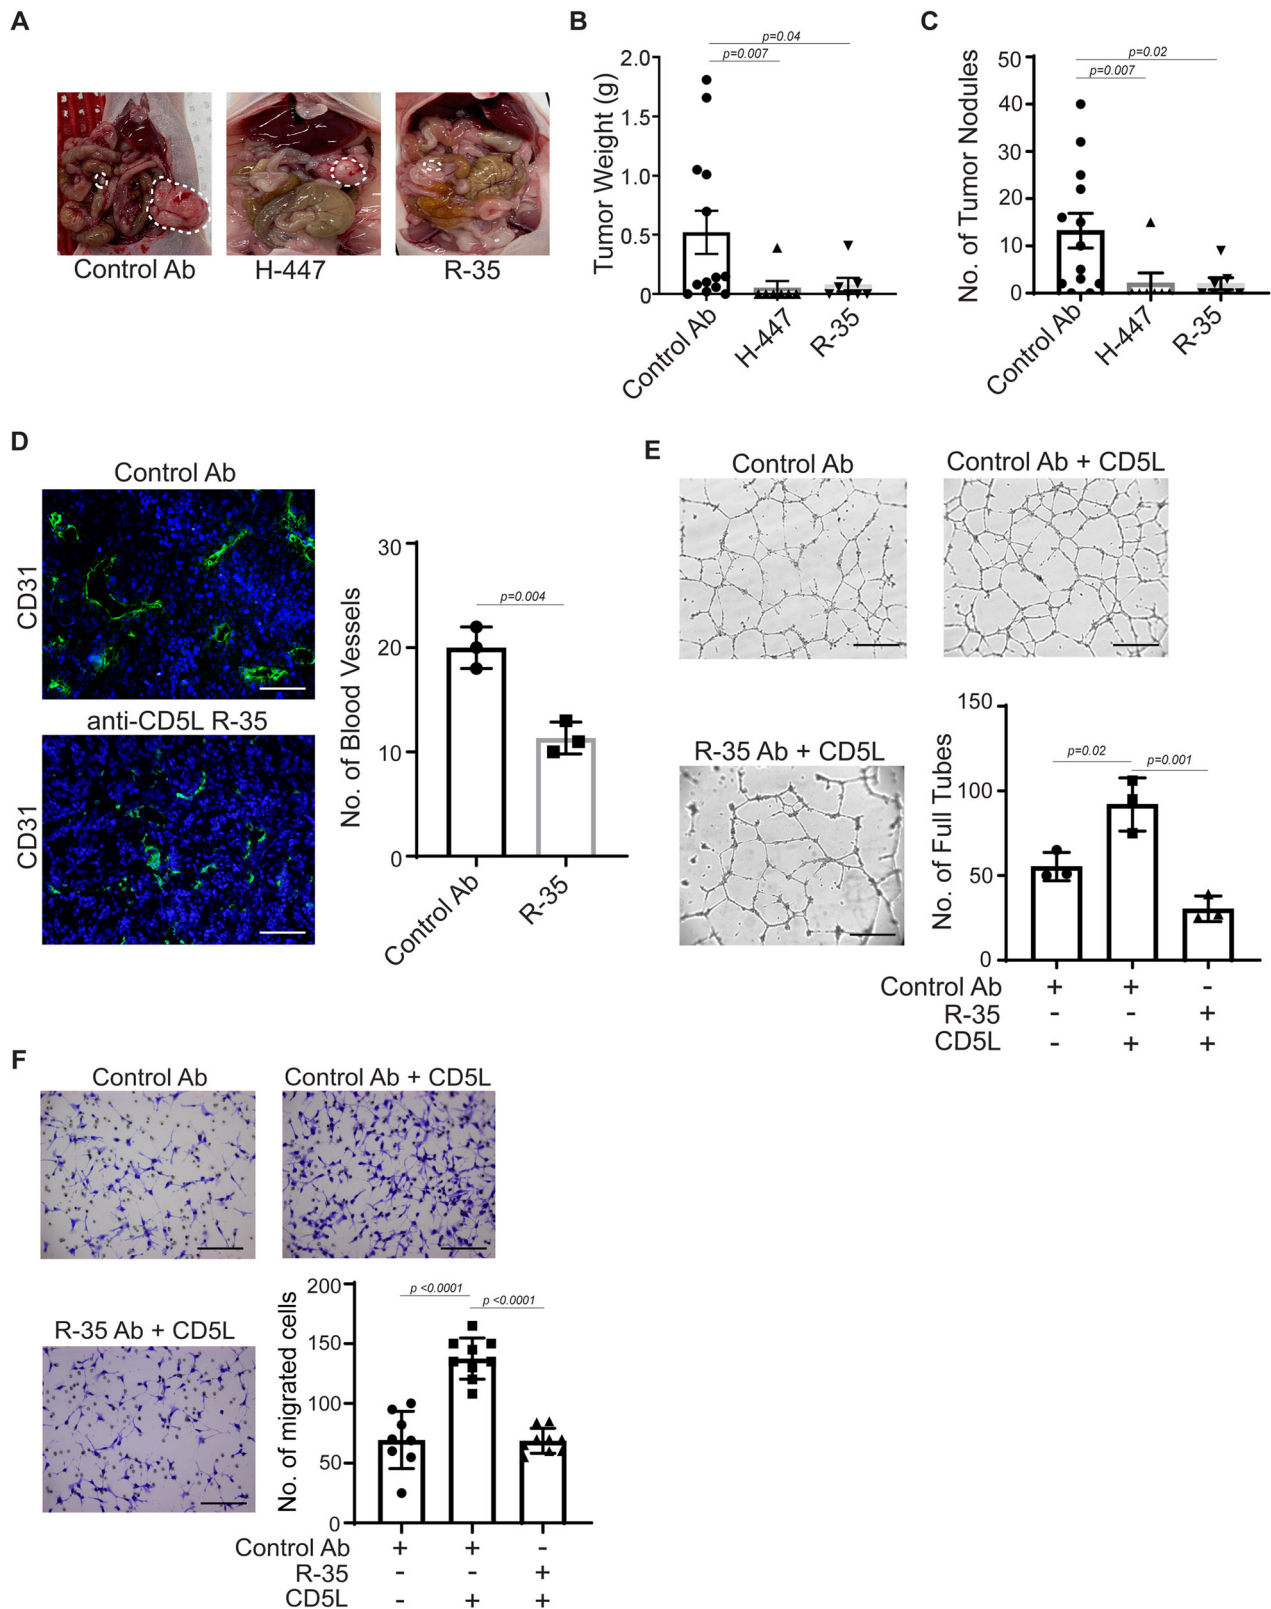 A
Control Ab
H-447
R-35
B
p=0.04
p=0.007
2.0
1.5
1.0
0.5
0
Tumor Weight (g)
Control Ab
H-447
R-35
C
p=0.02
p=0.007
50
40
30
20
10
0
No. of Tumor Nodules
Control Ab
H-447
R-35
D
Control Ab
CD31
anti-CD5L R-35
CD31
30
20
10
0
No. of Blood Vessels
p=0.004
Control Ab
R-35
E
Control Ab
Control Ab + CD5L
R-35 Ab + CD5L
150
100
50
0
No. of Full Tubes
p=0.02
p=0.001
Control Ab + + -
R-35 - - +
CD5L - + +
F
Control Ab
Control Ab + CD5L
R-35 Ab + CD5L
200
150
100
50
0
No. of migrated cells
p <0.0001
p <0.0001
Control Ab + + -
R-35 - - +
CD5L - + +